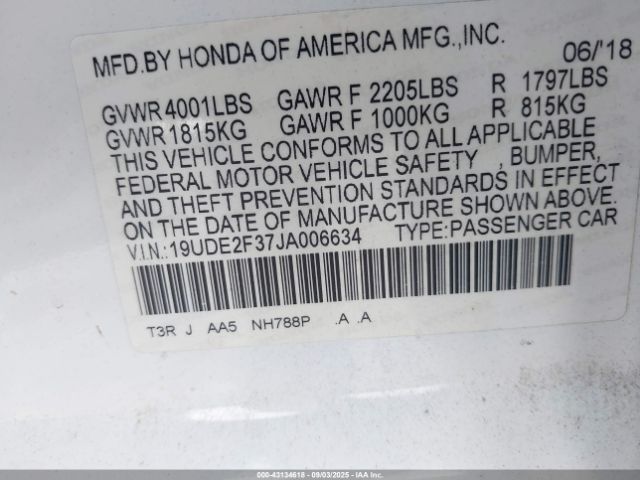 MFD.BY HONDA OF AMERICA MFG.,INC. 06/'18
GVWR 4001LBS GAWR F 2205LBS R 1797LBS
GVWR 1815KG GAWR F 1000KG R 815KG
THIS VEHICLE CONFORMS TO ALL APPLICABLE
FEDERAL MOTOR VEHICLE SAFETY , BUMPER,
AND THEFT PREVENTION STANDARDS IN EFFECT
ON THE DATE OF MANUFACTURE SHOWN ABOVE.
V.I.N.:19UDE2F37JA006634 TYPE:PASSENGER CAR
T3R J AA5 NH788P .A .A
000-43134618 - 09/03/2025 - IAAI.COM